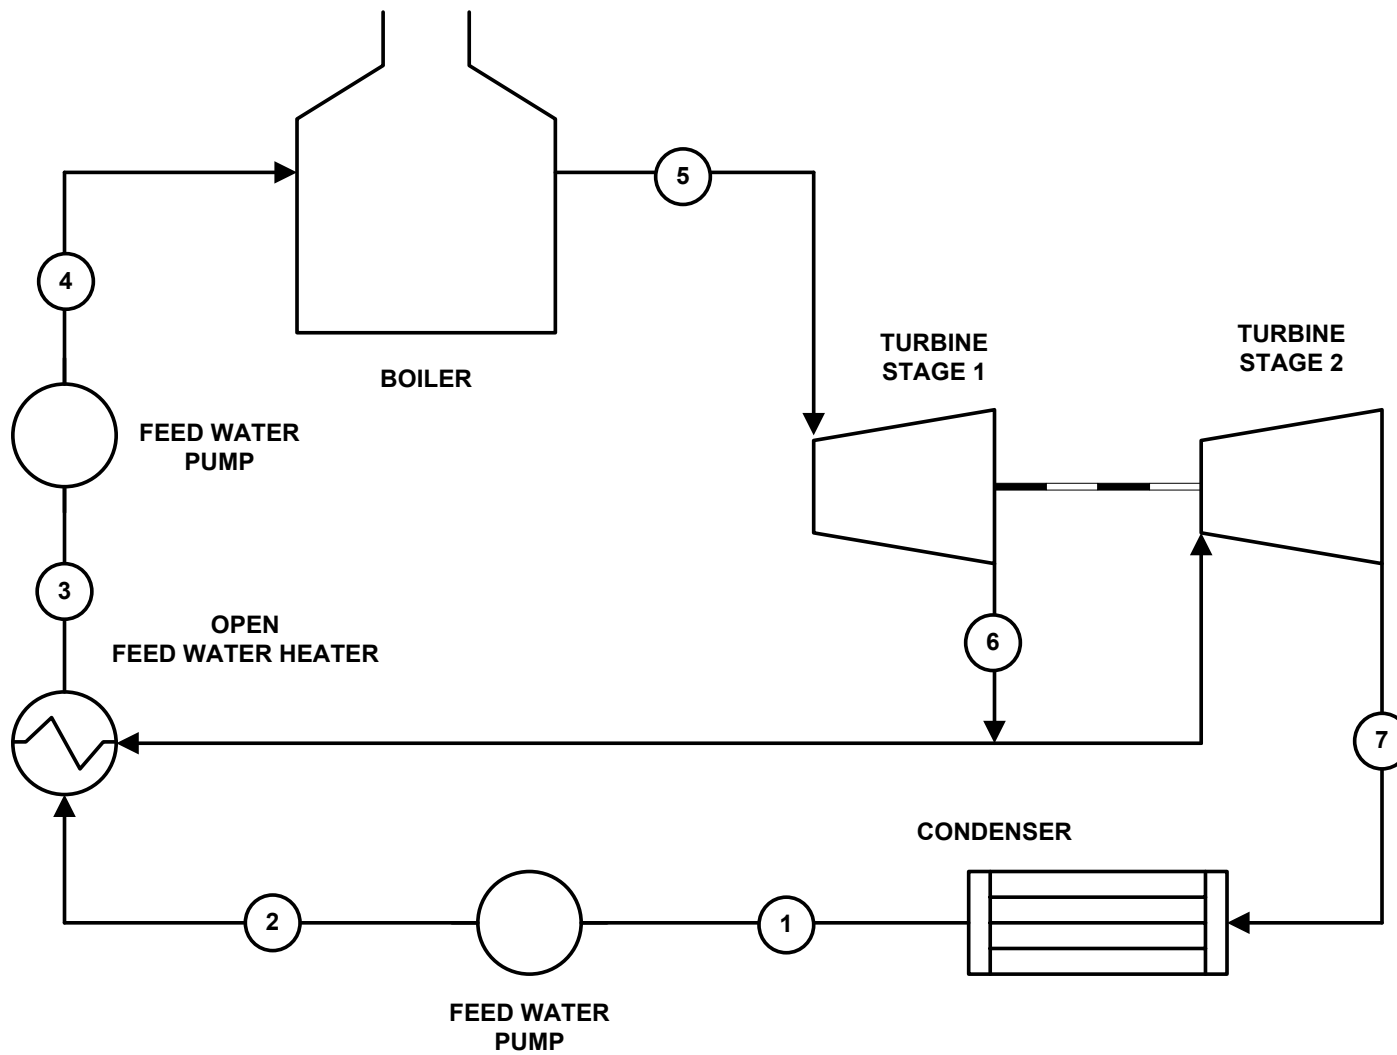 5
4
TURBINE
STAGE 1
TURBINE
STAGE 2
BOILER
FEED WATER
PUMP
3
OPEN
FEED WATER HEATER
6
7
CONDENSER
2
1
FEED WATER
PUMP